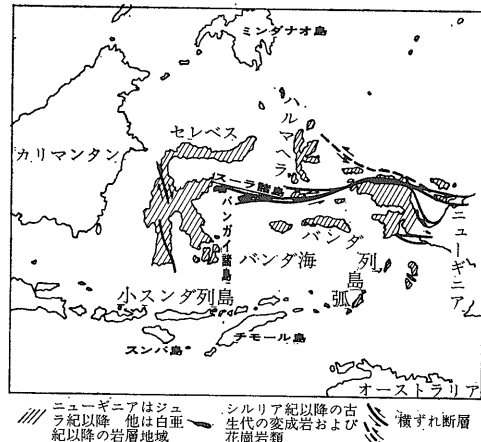 ミンダナオ島
ハルマヘラ
セレベス
カリマンタン
スーラ諸島
バンガイ諸島
ニューギニア
バンダ列島弧
バンダ海
小スンダ列島
チモール島
スンバ島
オーストラリア
ニューギニアはジュ
ラ紀以降 他は白亜
紀以降の岩層地域
シルリア紀以降の古
生代の変成岩および
花崗岩類
横ずれ断層